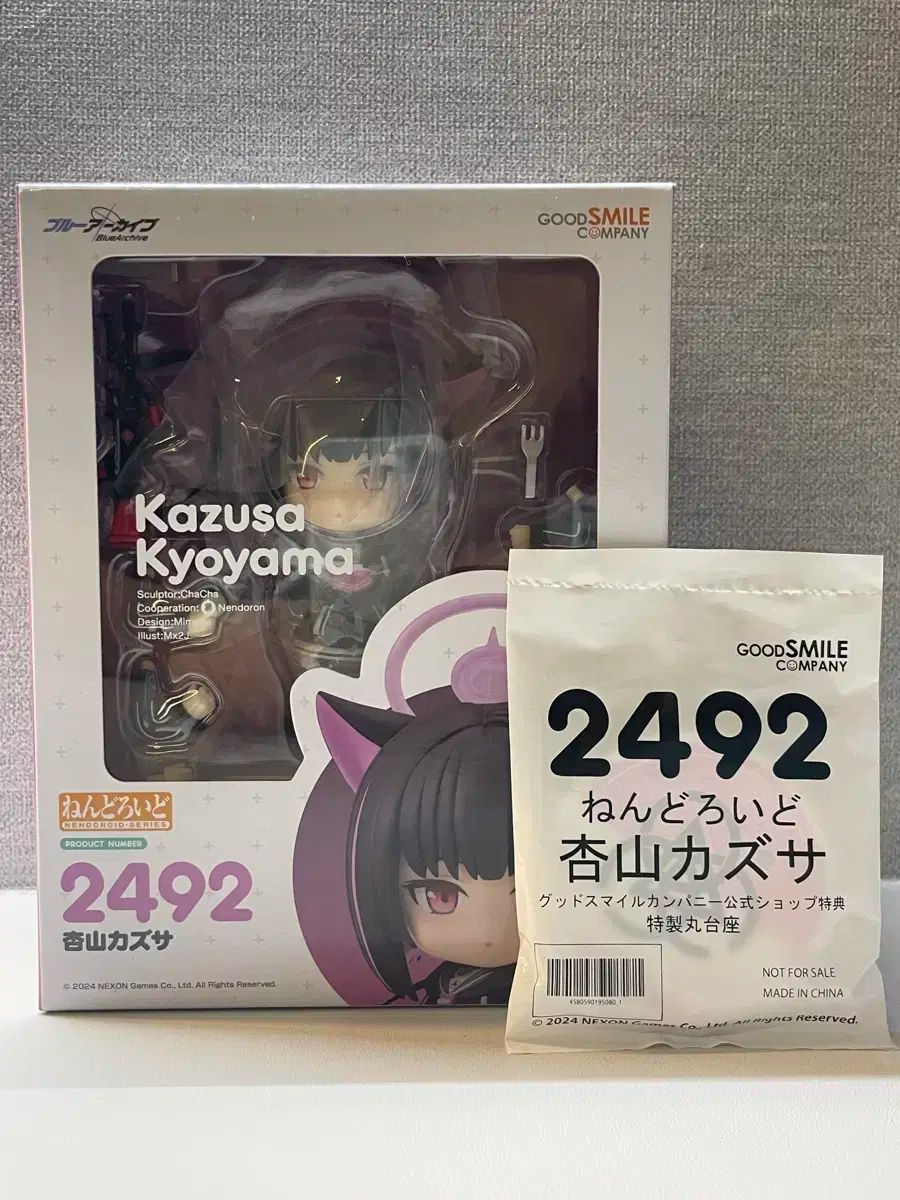 ブルーアーカイブ
BlueArchive
GOOD SMILE
COMPANY
Kazusa
Kyoyama
Sculptor:ChaCha
Cooperation: Nendoron
Design:
Illust:Mx2J
ねんどろいど
NENDOROID SERIES
PRODUCT NUMBER
2492
杏山カズサ
© 2024 NEXON Games Co., Ltd. All Rights Reserved.
GOOD SMILE
COMPANY
2492
ねんどろいど
杏山カズサ
グッドスマイルカンパニー公式ショップ特典
特製丸台座
4580590195080 1
NOT FOR SALE
MADE IN CHINA
© 2024 NEXON Games Co., Ltd. All Rights Reserved.